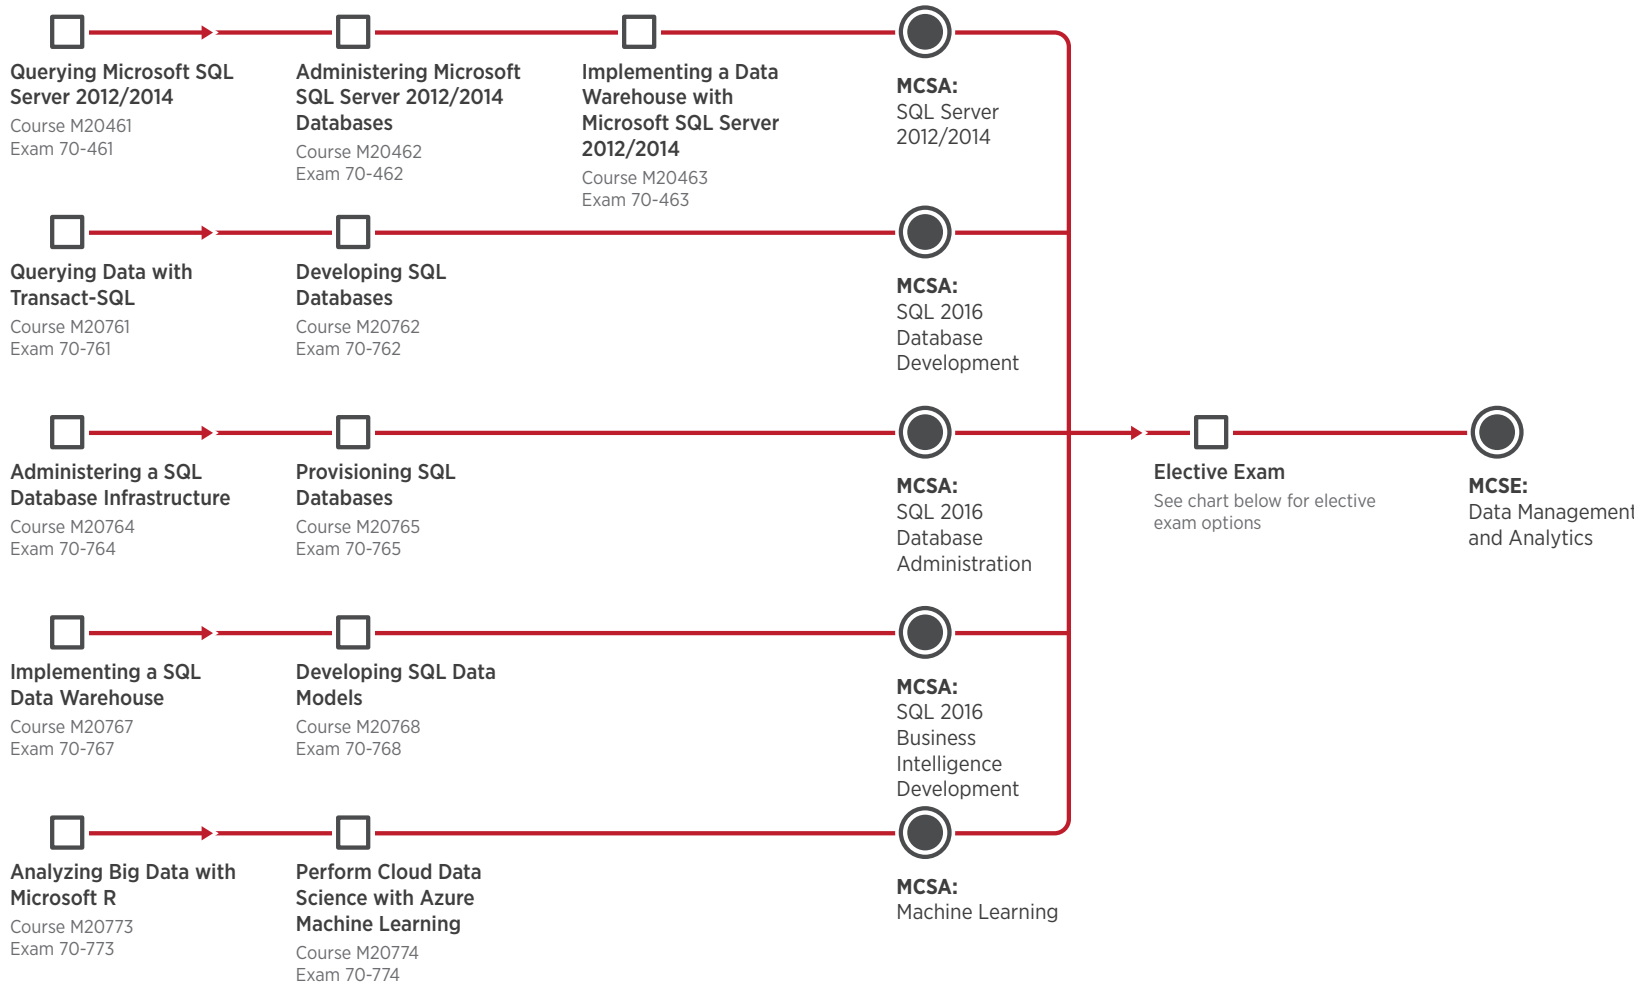 Querying Microsoft SQL
Server 2012/2014
Course M20461
Exam 70-461
Administering Microsoft
SQL Server 2012/2014
Databases
Course M20462
Exam 70-462
Implementing a Data
Warehouse with
Microsoft SQL Server
2012/2014
Course M20463
Exam 70-463
MCSA:
SQL Server
2012/2014
Querying Data with
Transact-SQL
Course M20761
Exam 70-761
Developing SQL
Databases
Course M20762
Exam 70-762
MCSA:
SQL 2016
Database
Development
Administering a SQL
Database Infrastructure
Course M20764
Exam 70-764
Provisioning SQL
Databases
Course M20765
Exam 70-765
MCSA:
SQL 2016
Database
Administration
Elective Exam
See chart below for elective
exam options
MCSE:
Data Management
and Analytics
Implementing a SQL
Data Warehouse
Course M20767
Exam 70-767
Developing SQL Data
Models
Course M20768
Exam 70-768
MCSA:
SQL 2016
Business
Intelligence
Development
Analyzing Big Data with
Microsoft R
Course M20773
Exam 70-773
Perform Cloud Data
Science with Azure
Machine Learning
Course M20774
Exam 70-774
MCSA:
Machine Learning